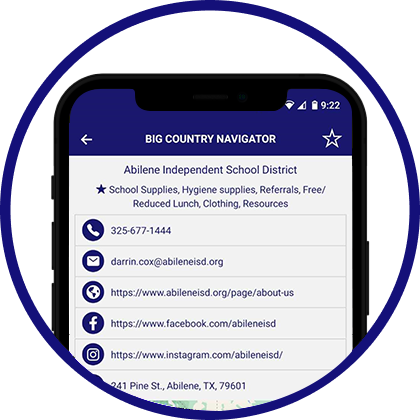 9:22
BIG COUNTRY NAVIGATOR
Abilene Independent School District
School Supplies, Hygiene supplies, Referrals, Free/
Reduced Lunch, Clothing, Resources
325-677-1444
darrin.cox@abileneisd.org
https://www.abileneisd.org/page/about-us
https://www.facebook.com/abileneisd
https://www.instagram.com/abileneisd/
241 Pine St., Abilene, TX, 79601